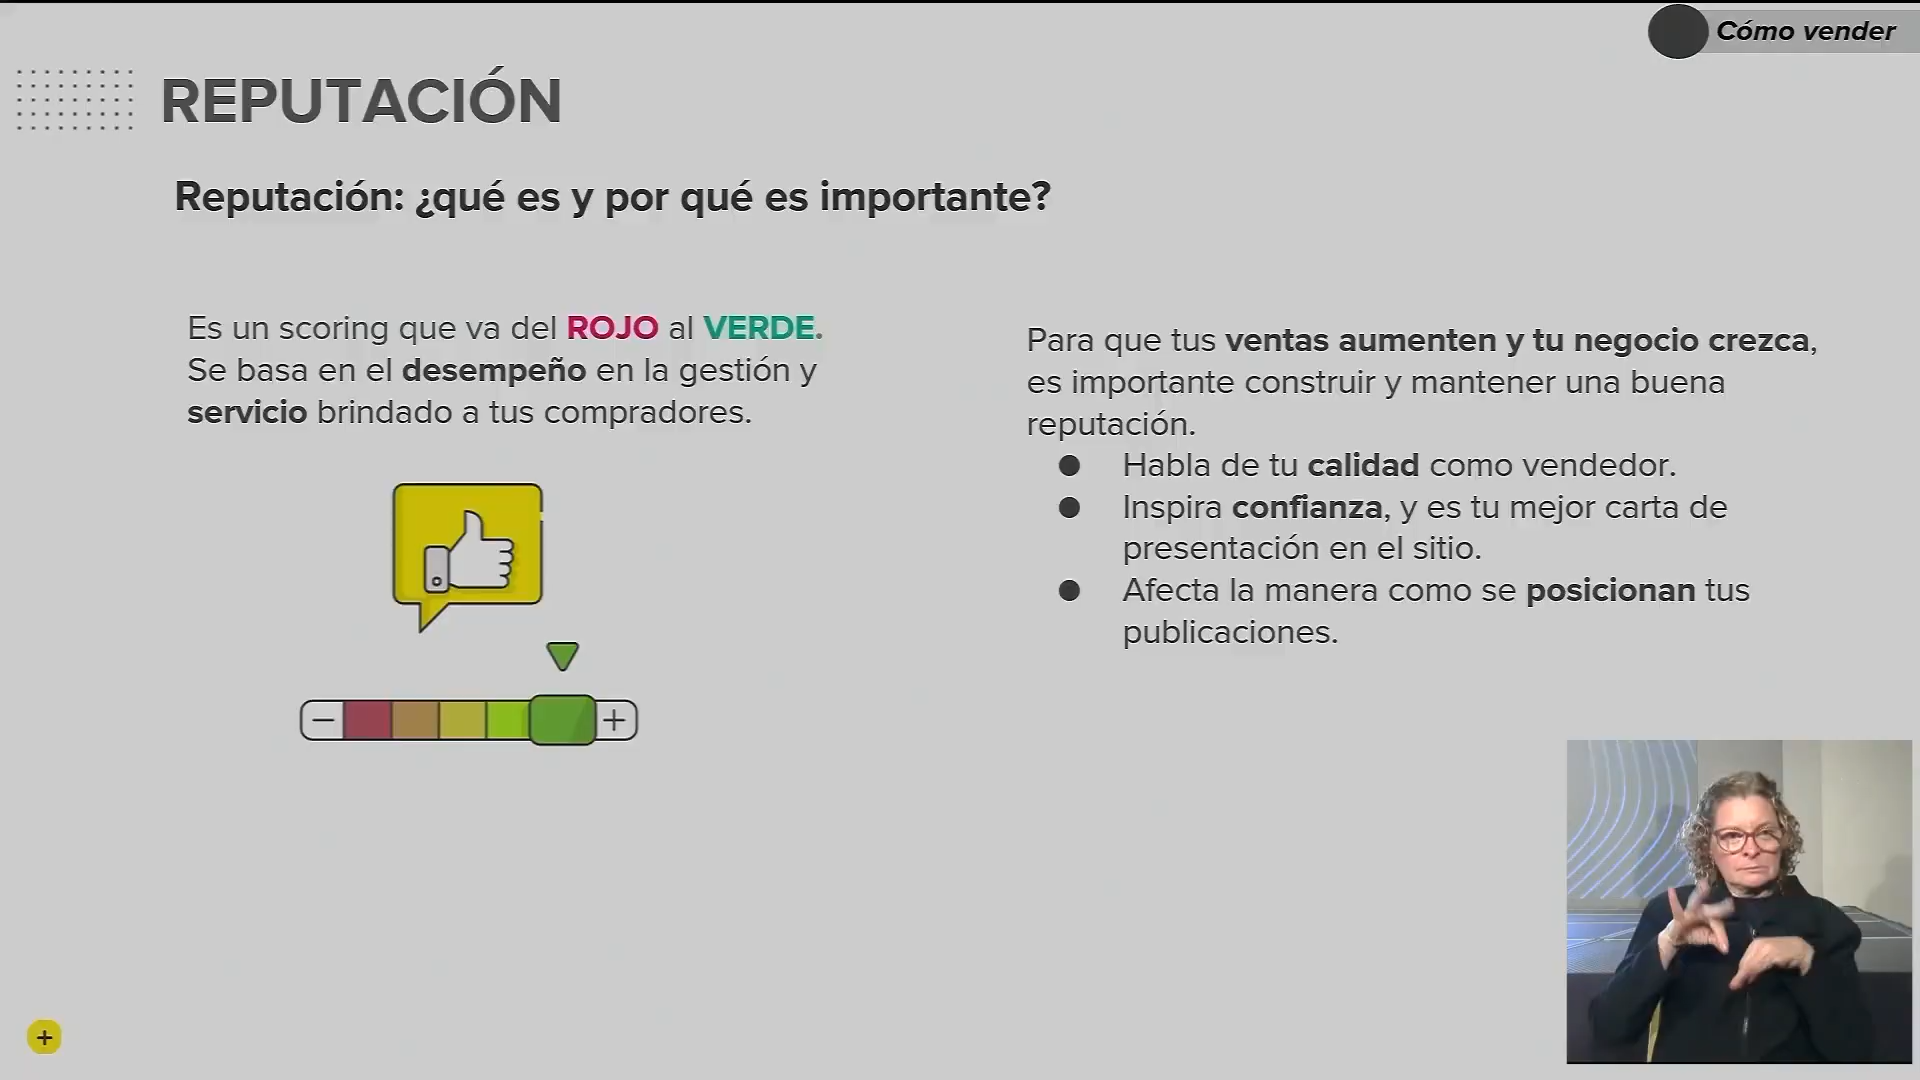 Cómo vender
REPUTACIÓN
Reputación: ¿qué es y por qué es importante?
Es un scoring que va del ROJO al VERDE.
Se basa en el desempeño en la gestión y
servicio brindado a tus compradores.
Para que tus ventas aumenten y tu negocio crezca,
es importante construir y mantener una buena
reputación.
● Habla de tu calidad como vendedor.
● Inspira confianza, y es tu mejor carta de
presentación en el sitio.
● Afecta la manera como se posicionan tus
publicaciones.
− +
+